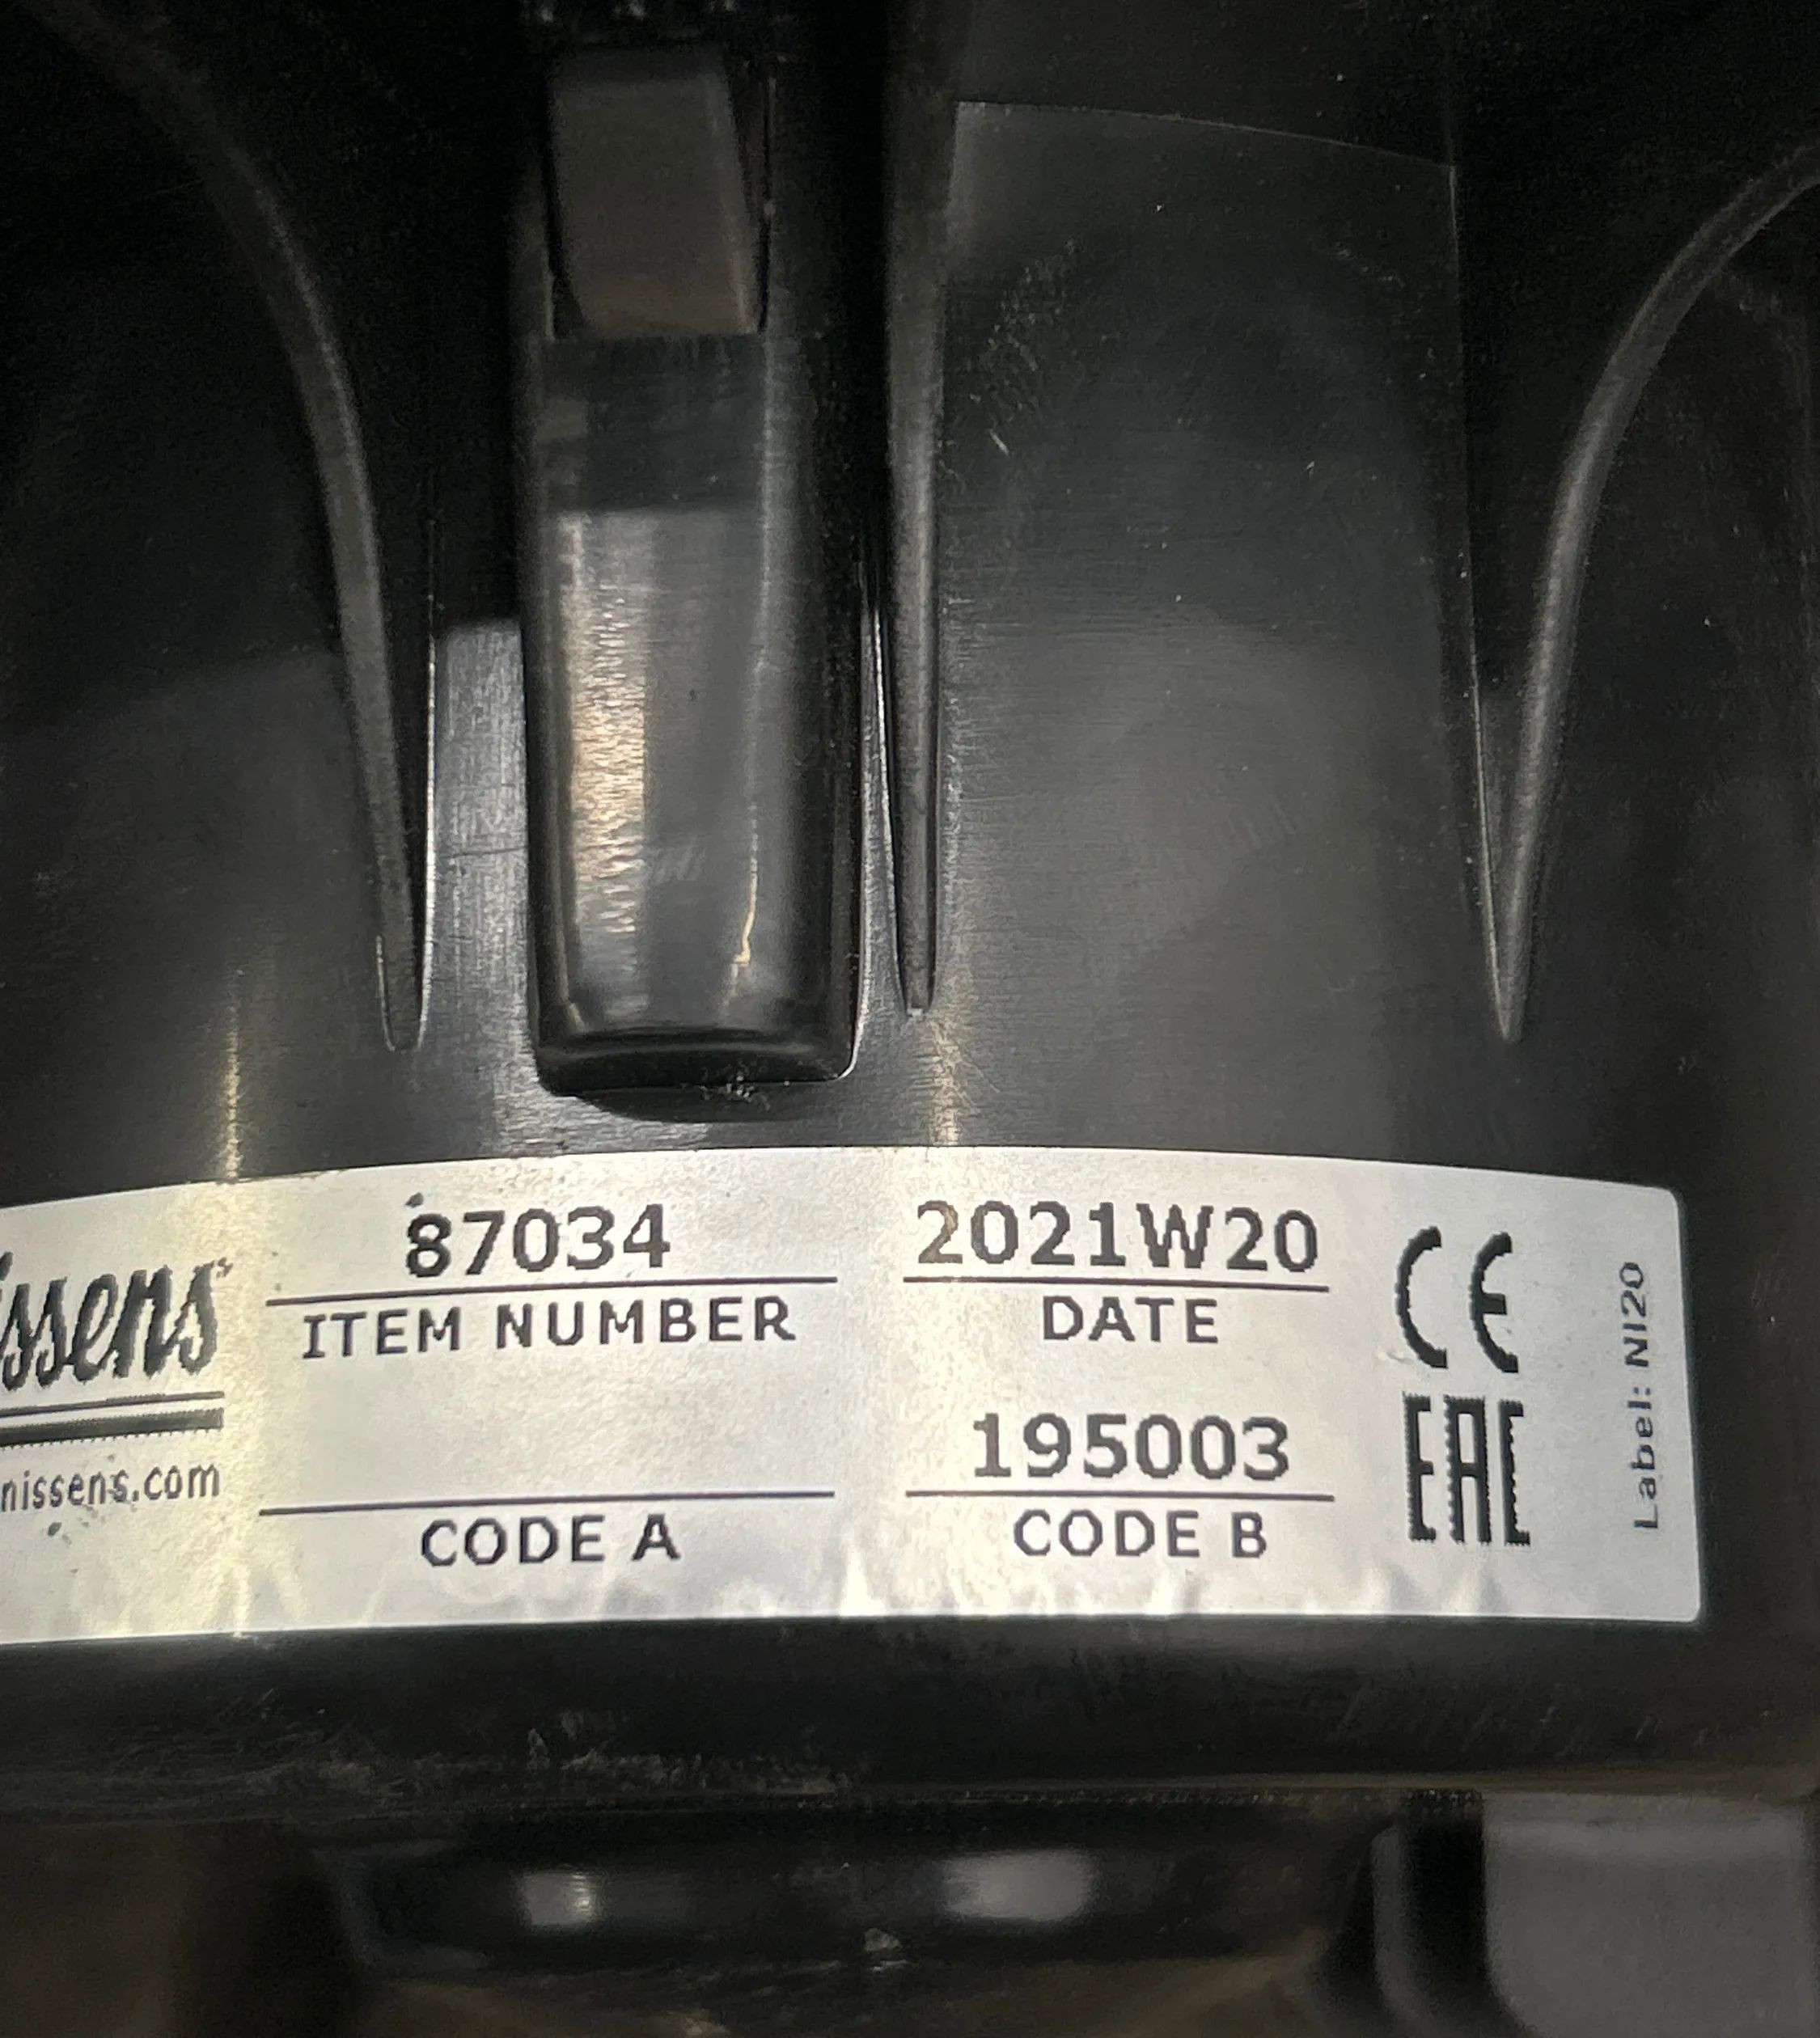 issens
nissens.com
87034
ITEM NUMBER
CODE A
2021W20
DATE
195003
CODE B
CE
EAC
Label: NI20